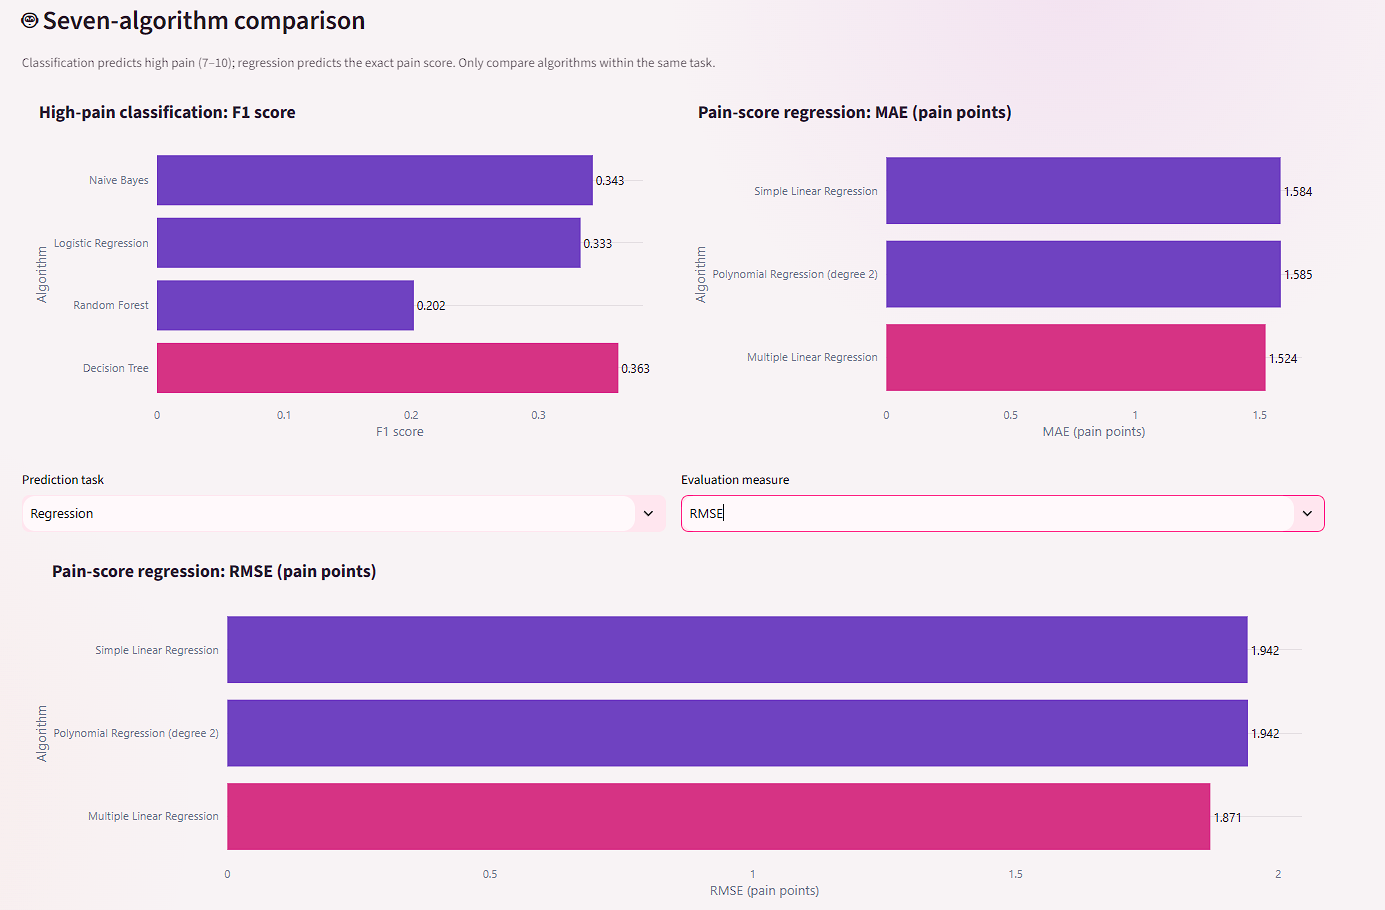 Seven-algorithm comparison
Classification predicts high pain (7–10); regression predicts the exact pain score. Only compare algorithms within the same task.
High-pain classification: F1 score
Algorithm
Naïve Bayes
0.343
Logistic Regression
0.333
Random Forest
0.202
Decision Tree
0.363
0 0.1 0.2 0.3
F1 score
Pain-score regression: MAE (pain points)
Algorithm
Simple Linear Regression
1.584
Polynomial Regression (degree 2)
1.585
Multiple Linear Regression
1.524
0 0.5 1 1.5
MAE (pain points)
Prediction task
Regression
Evaluation measure
RMSE
Pain-score regression: RMSE (pain points)
Algorithm
Simple Linear Regression
1.942
Polynomial Regression (degree 2)
1.942
Multiple Linear Regression
1.871
0 0.5 1 1.5 2
RMSE (pain points)